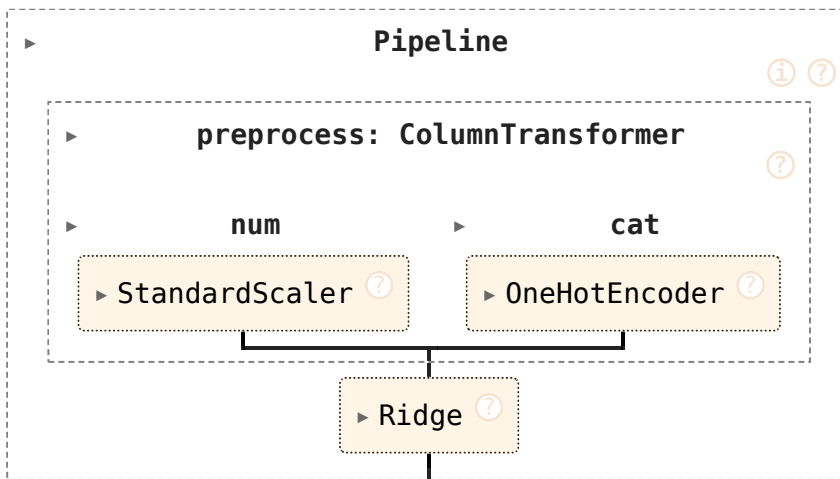 ▸ Pipeline
i ?
▸ preprocess: ColumnTransformer
?
▸ num ▸ cat
▸ StandardScaler ? ▸ OneHotEncoder ?
▸ Ridge ?